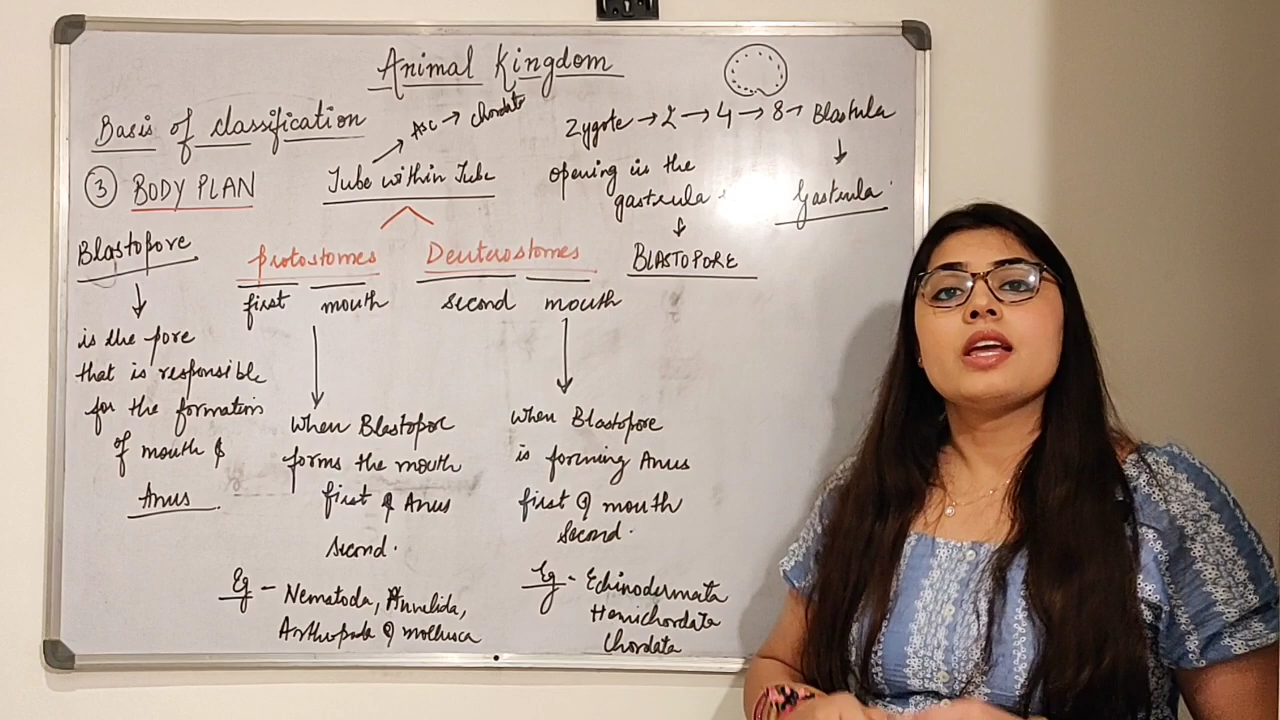 Animal Kingdom
Basis of classification
③ BODY PLAN
Tube within Tube
Asc → Chordata
Zygote → 2 → 4 → 8 → Blastula
↓
Gastrula
opening in the
gastrula
↓
BLASTOPORE
Blastopore
↓
is the pore
that is responsible
for the formation
of mouth &
Anus
Protostomes
first mouth
↓
when Blastopore
forms the mouth
first & Anus
second.
Eg - Nematoda, Annelida,
Arthropoda & mollusca
Deuterostomes
second mouth
↓
when Blastopore
is forming Anus
first & mouth
second.
Eg - Echinodermata
Hemichordata
Chordata